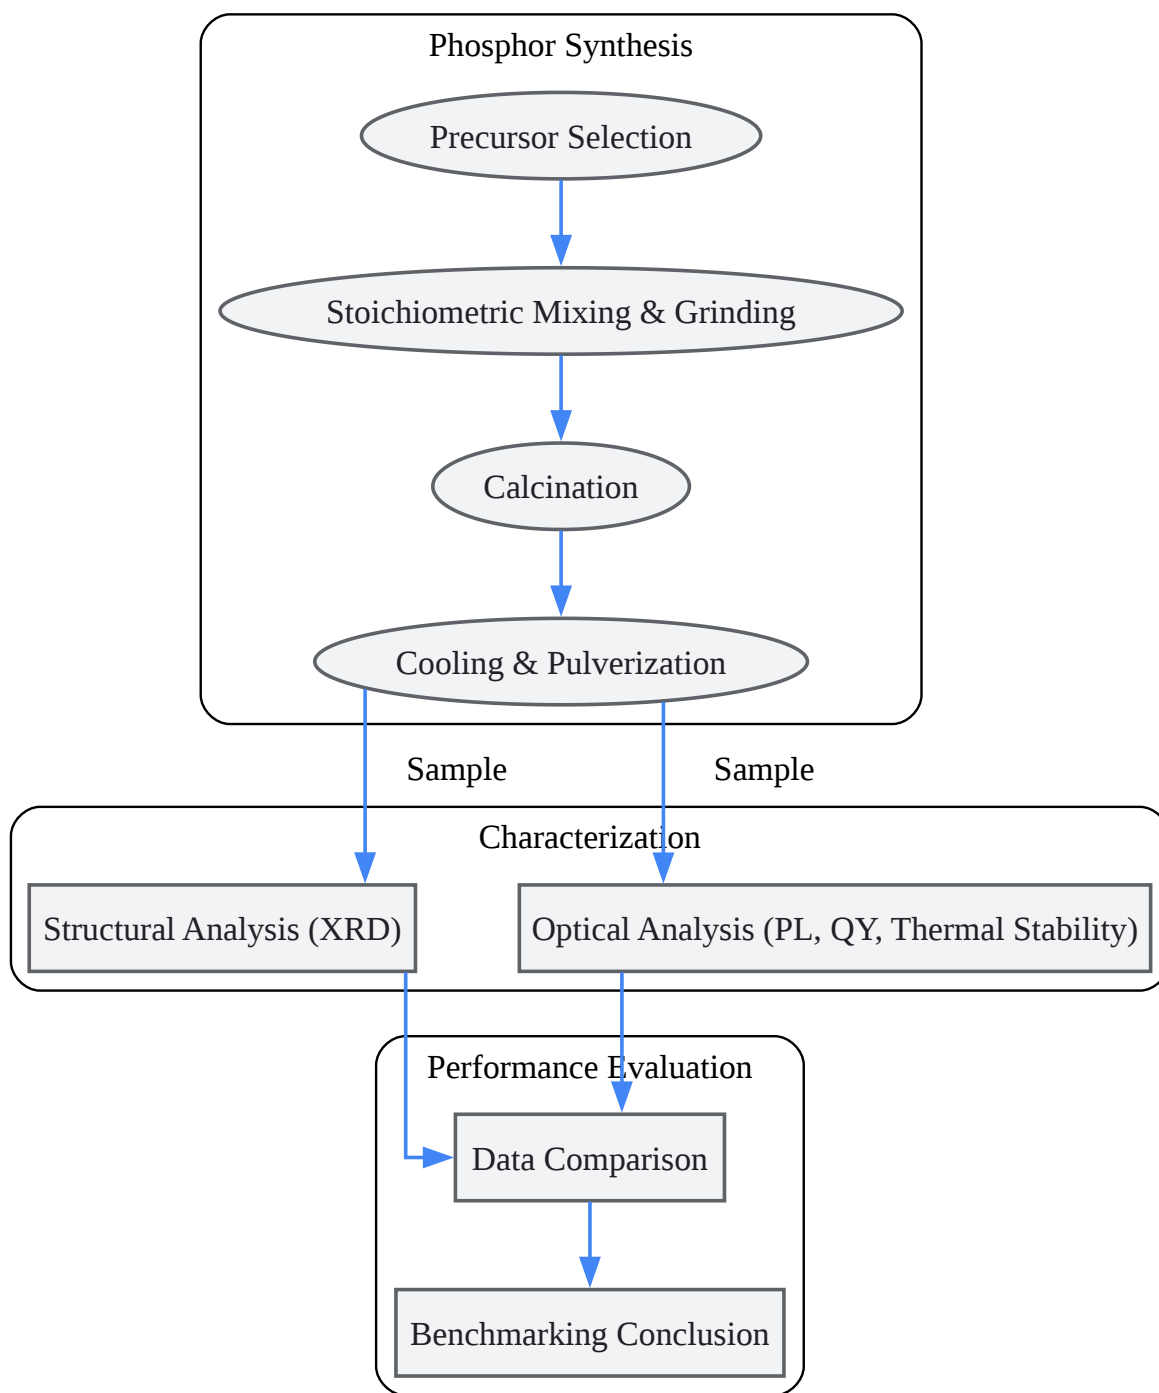 Phosphor Synthesis
Precursor Selection
Stoichiometric Mixing & Grinding
Calcination
Cooling & Pulverization
Sample
Sample
Characterization
Structural Analysis (XRD)
Optical Analysis (PL, QY, Thermal Stability)
Performance Evaluation
Data Comparison
Benchmarking Conclusion